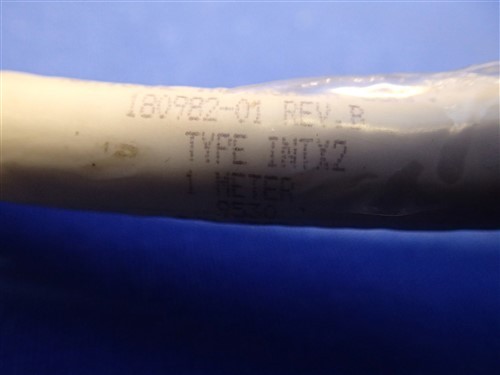 180982-01 REV.B
TYPE INTX2
1 METER